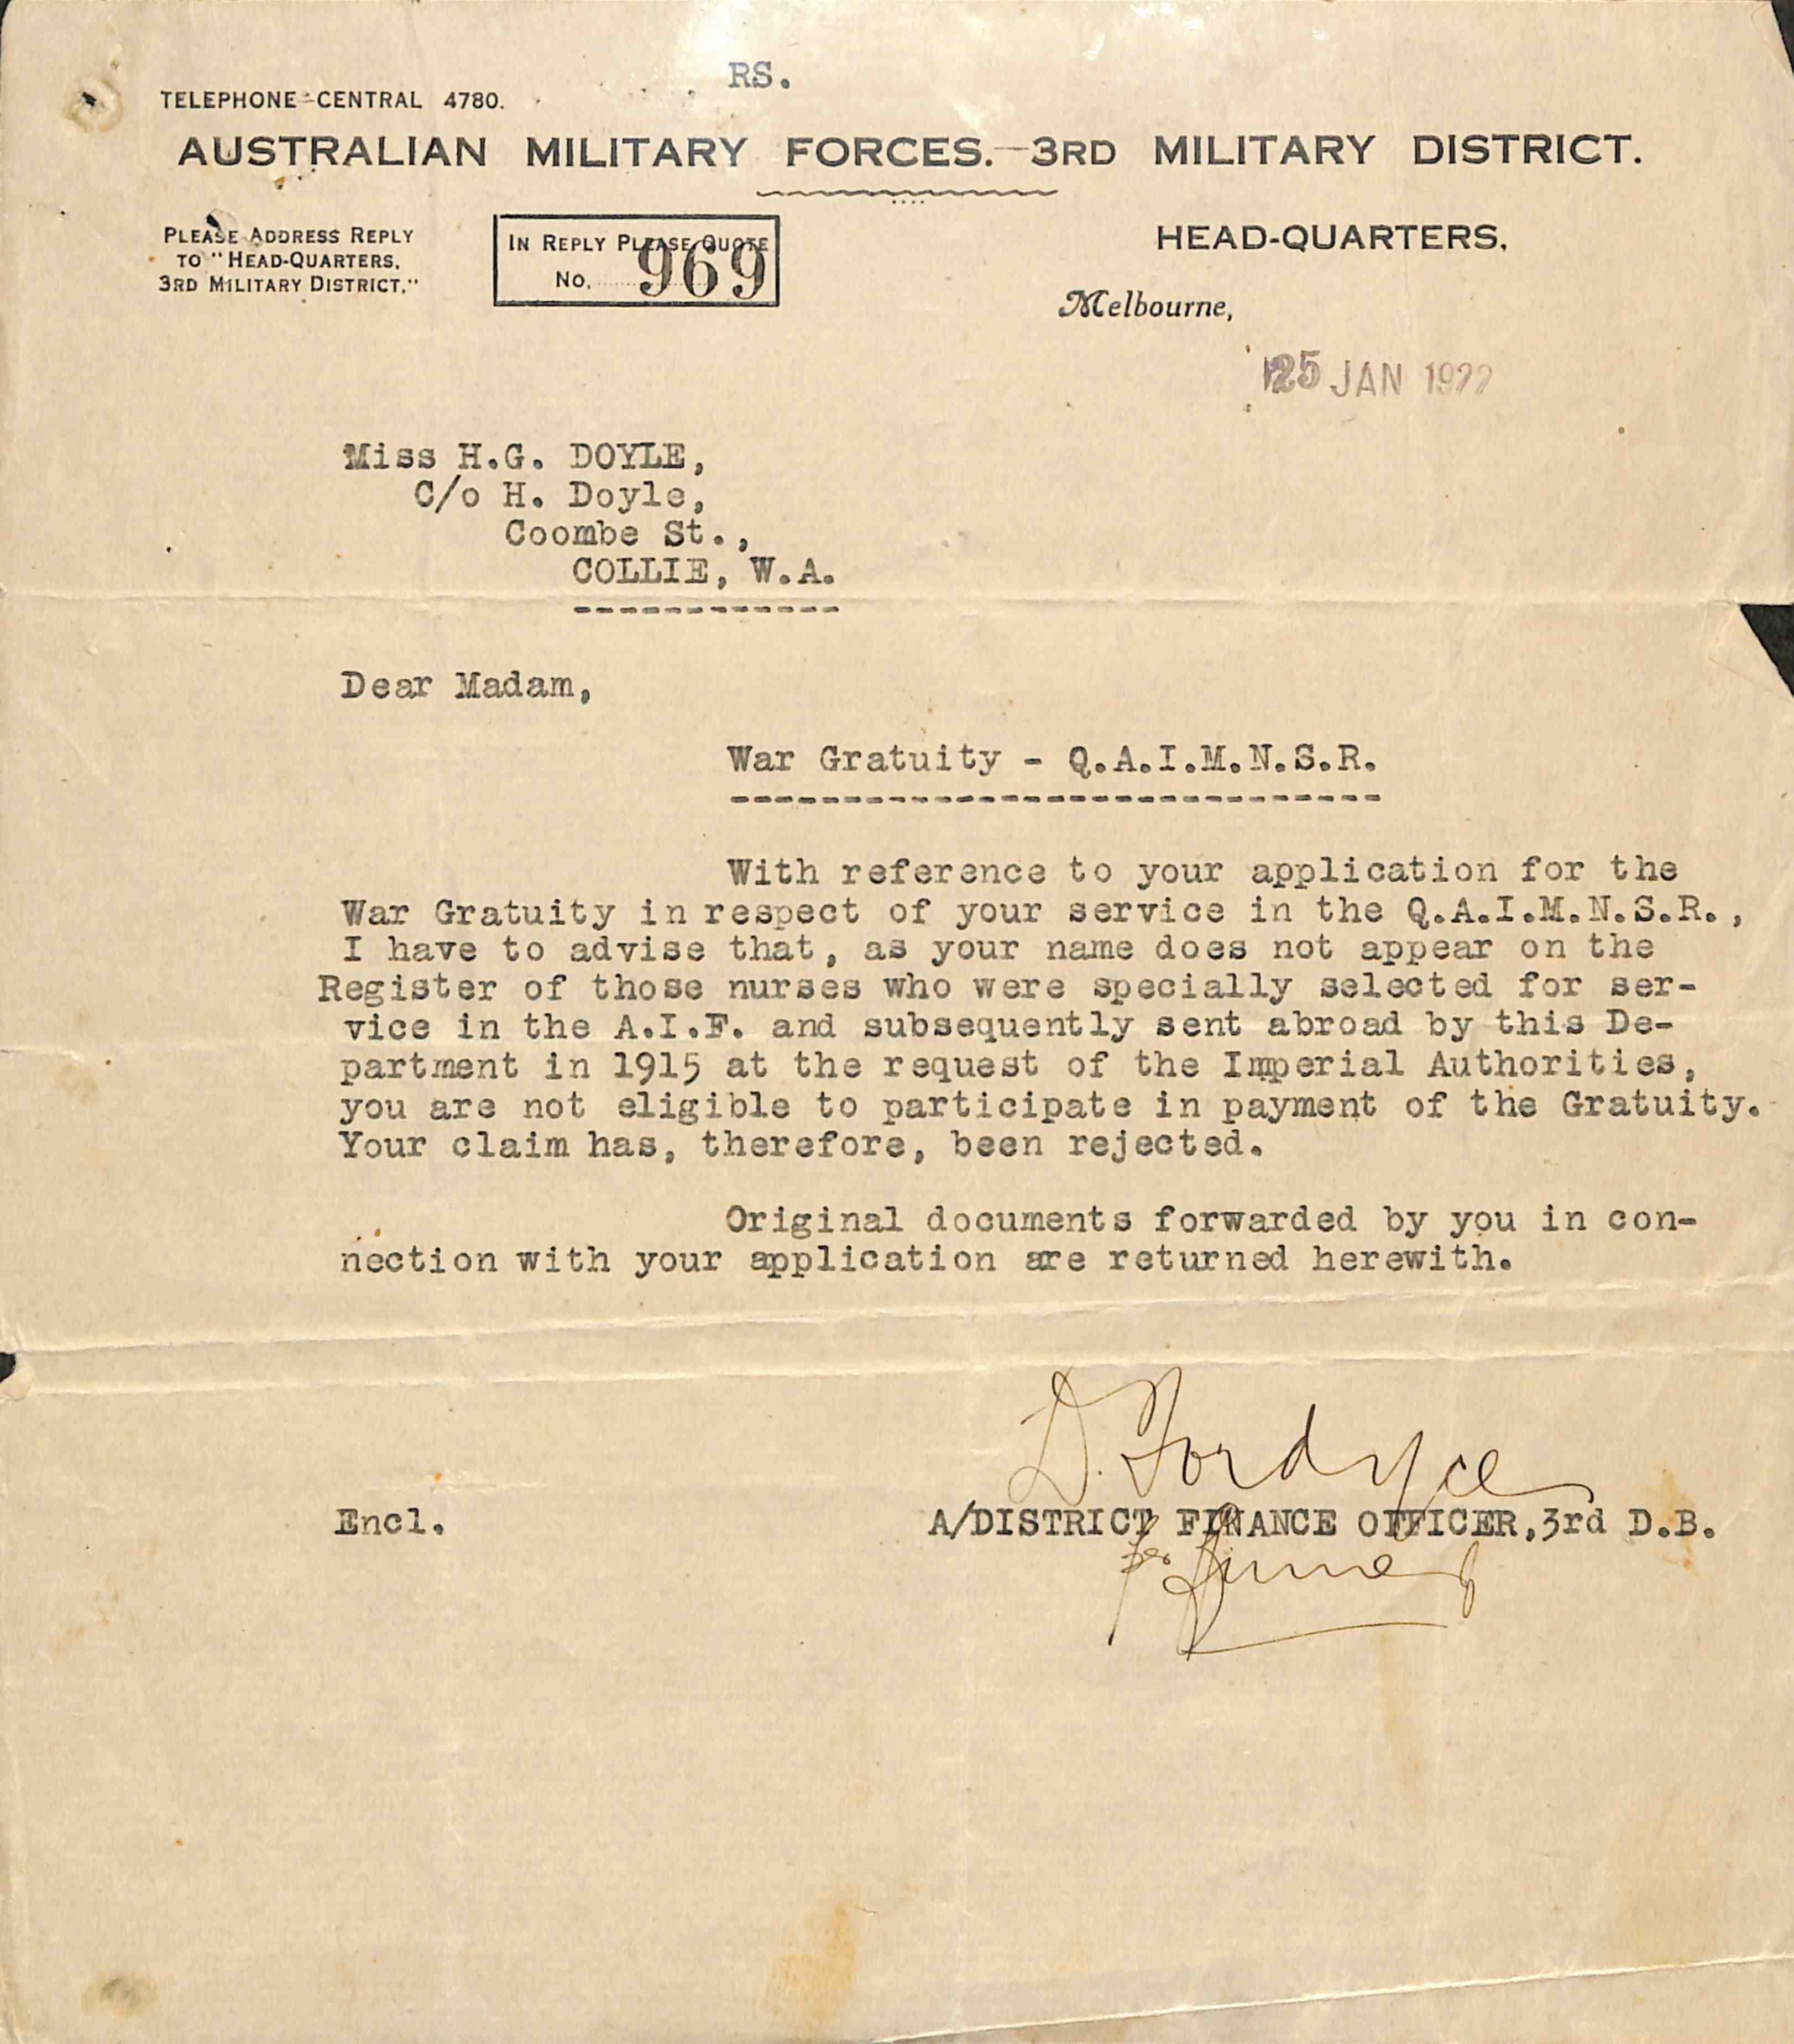 RS.
TELEPHONE-CENTRAL 4780.
AUSTRALIAN MILITARY FORCES.—3RD MILITARY DISTRICT.
PLEASE ADDRESS REPLY
TO "HEAD-QUARTERS,
3RD MILITARY DISTRICT."
IN REPLY PLEASE QUOTE
No. 969
HEAD-QUARTERS,
Melbourne,
25 JAN 1922
Miss H.G. DOYLE,
C/o H. Doyle,
Coombe St.,
COLLIE, W.A.
Dear Madam,
War Gratuity - Q.A.I.M.N.S.R.
With reference to your application for the
War Gratuity in respect of your service in the Q.A.I.M.N.S.R.,
I have to advise that, as your name does not appear on the
Register of those nurses who were specially selected for ser-
vice in the A.I.F. and subsequently sent abroad by this De-
partment in 1915 at the request of the Imperial Authorities,
you are not eligible to participate in payment of the Gratuity.
Your claim has, therefore, been rejected.
Original documents forwarded by you in con-
nection with your application are returned herewith.
D. Fordyce
Encl.
A/DISTRICT FINANCE OFFICER,3rd D.B.
per